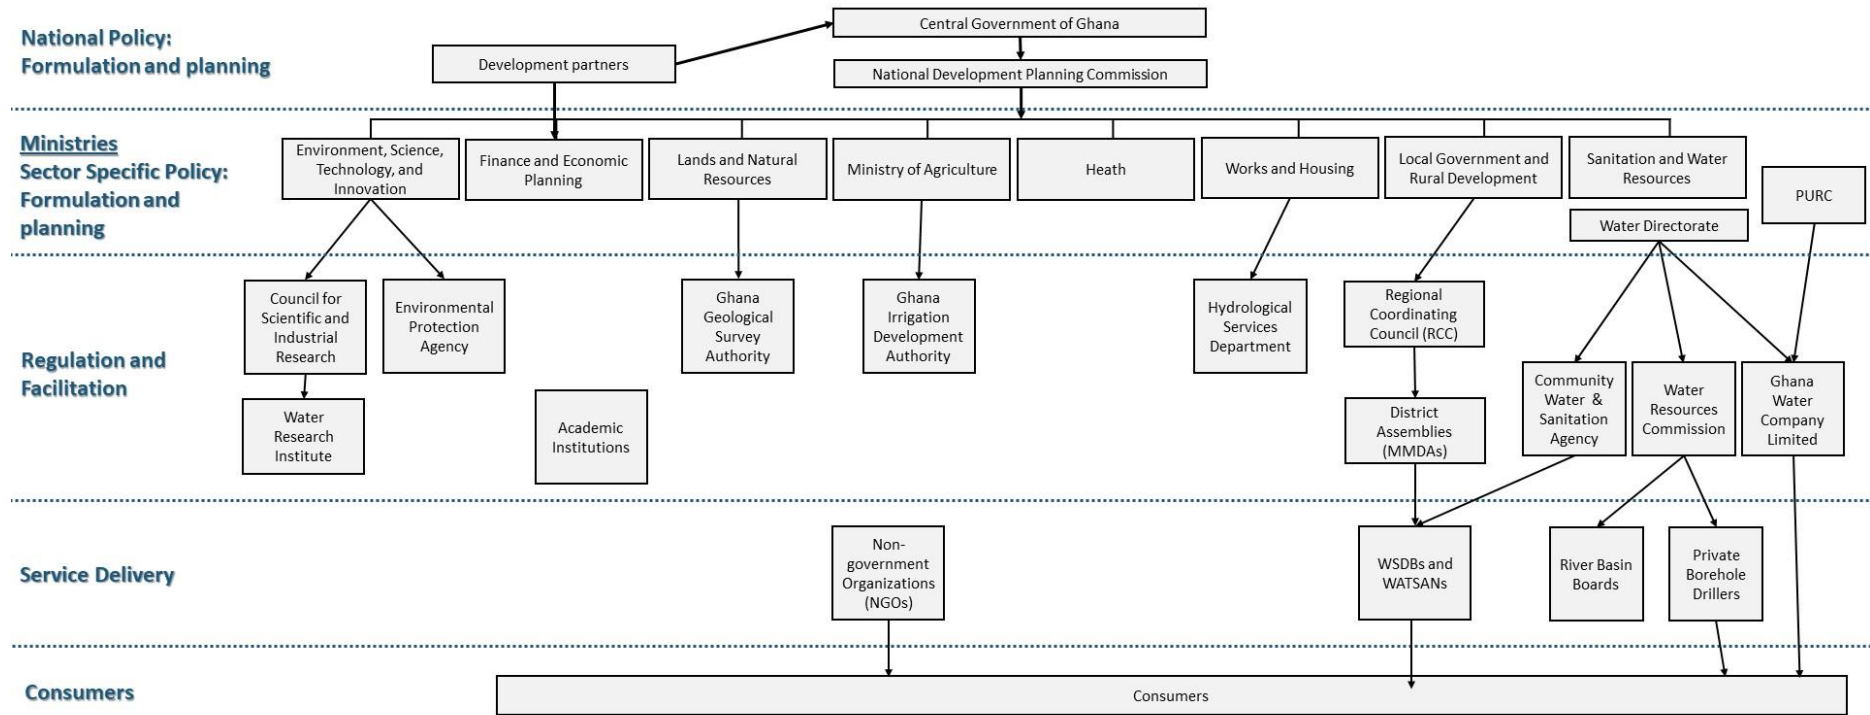 National Policy:
Formulation and planning
Central Government of Ghana
Development partners
National Development Planning Commission
Ministries
Sector Specific Policy:
Formulation and
planning
Environment, Science,
Technology, and
Innovation
Finance and Economic
Planning
Lands and Natural
Resources
Ministry of Agriculture
Heath
Works and Housing
Local Government and
Rural Development
Sanitation and Water
Resources
PURC
Water Directorate
Regulation and
Facilitation
Council for
Scientific and
Industrial
Research
Environmental
Protection
Agency
Ghana
Geological
Survey
Authority
Ghana
Irrigation
Development
Authority
Hydrological
Services
Department
Regional
Coordinating
Council (RCC)
Community
Water &
Sanitation
Agency
Water
Resources
Commission
Ghana
Water
Company
Limited
Water
Research
Institute
Academic
Institutions
District
Assemblies
(MMDAs)
Service Delivery
Non-
government
Organizations
(NGOs)
WSDBs and
WATSANs
River Basin
Boards
Private
Borehole
Drillers
Consumers
Consumers